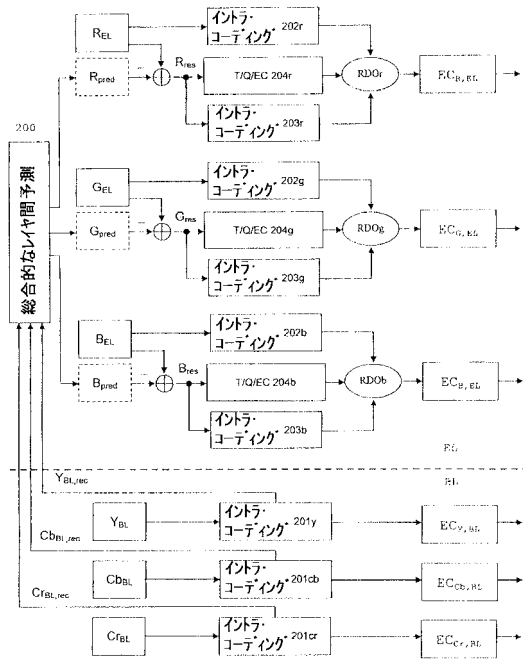 R_EL
イントラ・
コーディング 202r
R_pred
R_res
T/Q/EC 204r
RDOr
EC_R,EL
イントラ・
コーディング 203r
200
総合的なレイヤ間予測
G_EL
イントラ・
コーディング 202g
G_pred
G_res
T/Q/EC 204g
RDOg
EC_G,EL
イントラ・
コーディング 203g
B_EL
イントラ・
コーディング 202b
B_pred
B_res
T/Q/EC 204b
RDOb
EC_B,EL
イントラ・
コーディング 203b
EL
BL
Y_BL,rec
Y_BL
イントラ・
コーディング 201y
EC_Y,BL
Cb_BL,rec
Cb_BL
イントラ・
コーディング 201cb
EC_Cb,BL
Cr_BL,rec
Cr_BL
イントラ・
コーディング 201cr
EC_Cr,BL